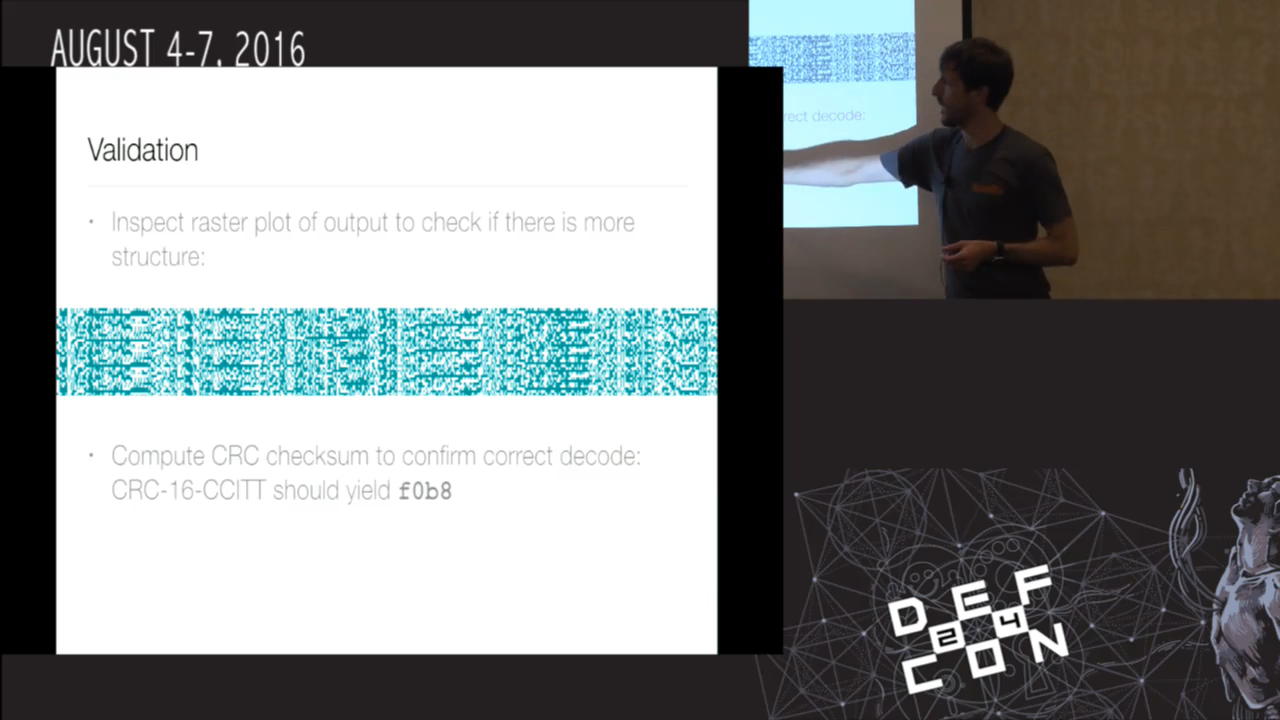 AUGUST 4-7, 2016
Validation
• Inspect raster plot of output to check if there is more
structure:
• Compute CRC checksum to confirm correct decode:
CRC-16-CCITT should yield f0b8
rect decode:
DEF
24
CON